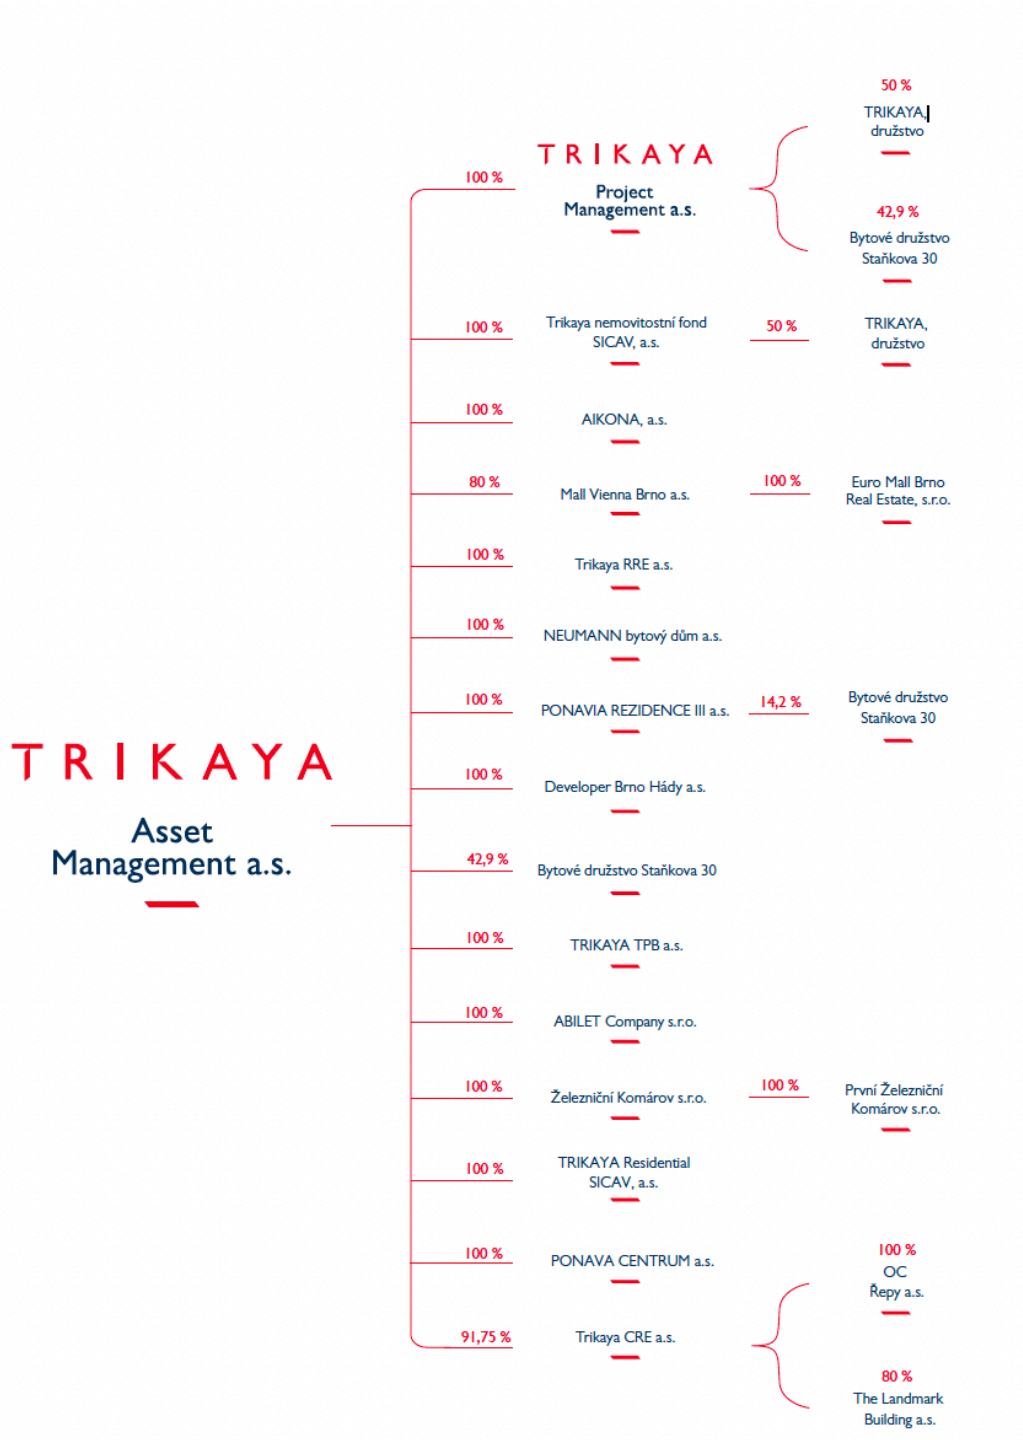 50 %
TRIKAYA,
družstvo
TRIKAYA
100 %
Project
Management a.s.
42,9 %
Bytové družstvo
Staňkova 30
100 %
Trikaya nemovitostní fond
SICAV, a.s.
50 %
TRIKAYA,
družstvo
100 %
AIKONA, a.s.
80 %
Mall Vienna Brno a.s.
100 %
Euro Mall Brno
Real Estate, s.r.o.
100 %
Trikaya RRE a.s.
100 %
NEUMANN bytový dům a.s.
100 %
PONAVIA REZIDENCE III a.s.
14,2 %
Bytové družstvo
Staňkova 30
TRIKAYA
Asset
Management a.s.
100 %
Developer Brno Hády a.s.
42,9 %
Bytové družstvo Staňkova 30
100 %
TRIKAYA TPB a.s.
100 %
ABILET Company s.r.o.
100 %
Železniční Komárov s.r.o.
100 %
První Železniční
Komárov s.r.o.
100 %
TRIKAYA Residential
SICAV, a.s.
100 %
PONAVA CENTRUM a.s.
100 %
OC
Řepy a.s.
91,75 %
Trikaya CRE a.s.
80 %
The Landmark
Building a.s.